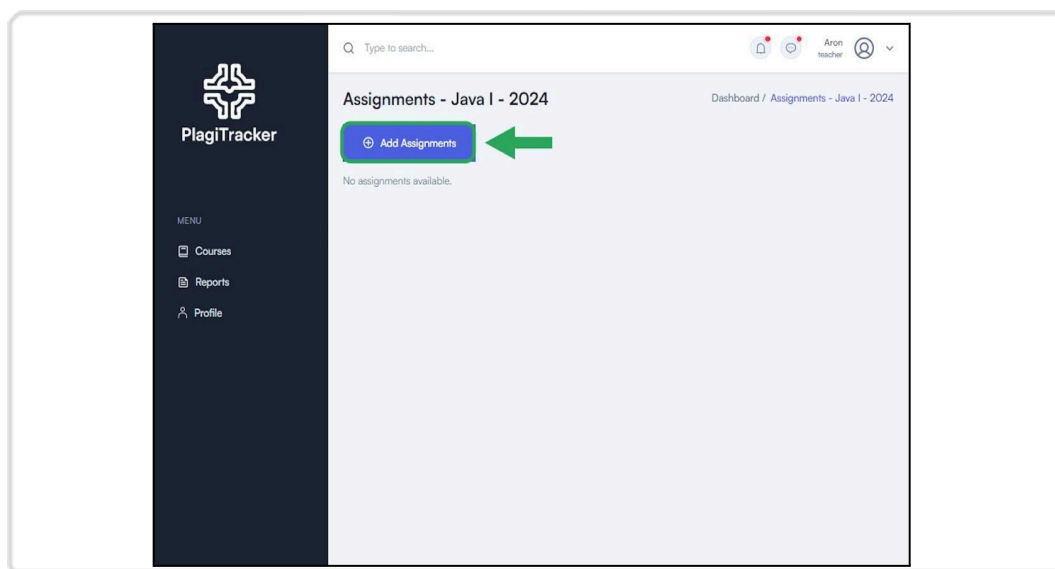 Type to search...
Aron
teacher
PlagiTracker
Assignments - Java I - 2024
Dashboard / Assignments - Java I - 2024
Add Assignments
No assignments available.
MENU
Courses
Reports
Profile